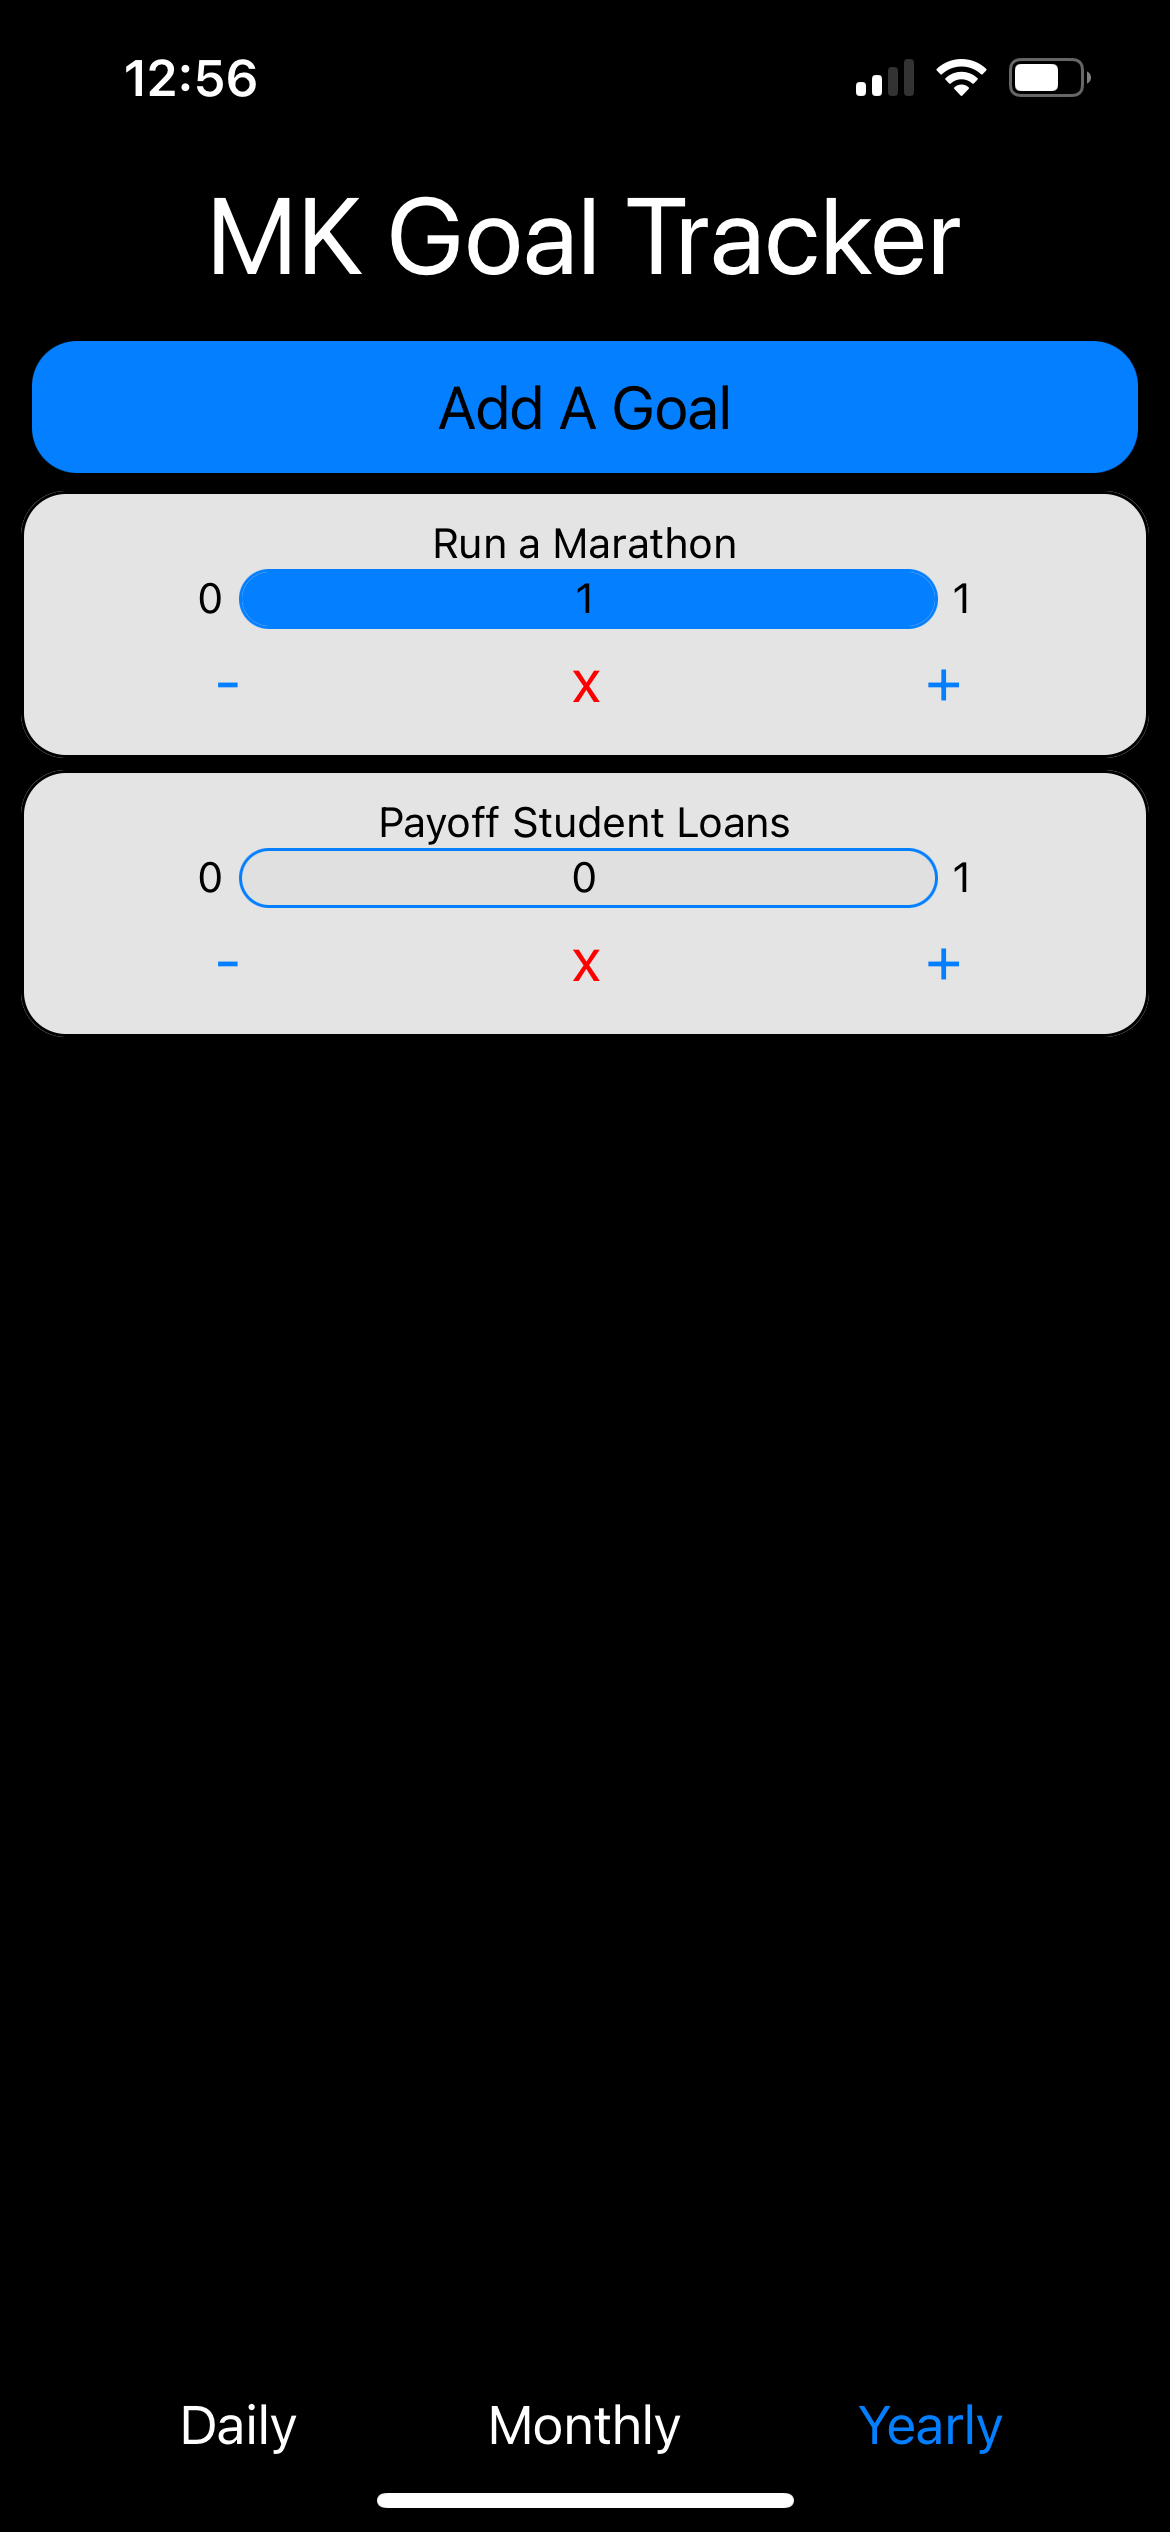 12:56
MK Goal Tracker
Add A Goal
Run a Marathon
0 1 1
- x +
Payoff Student Loans
0 0 1
- x +
Daily Monthly Yearly